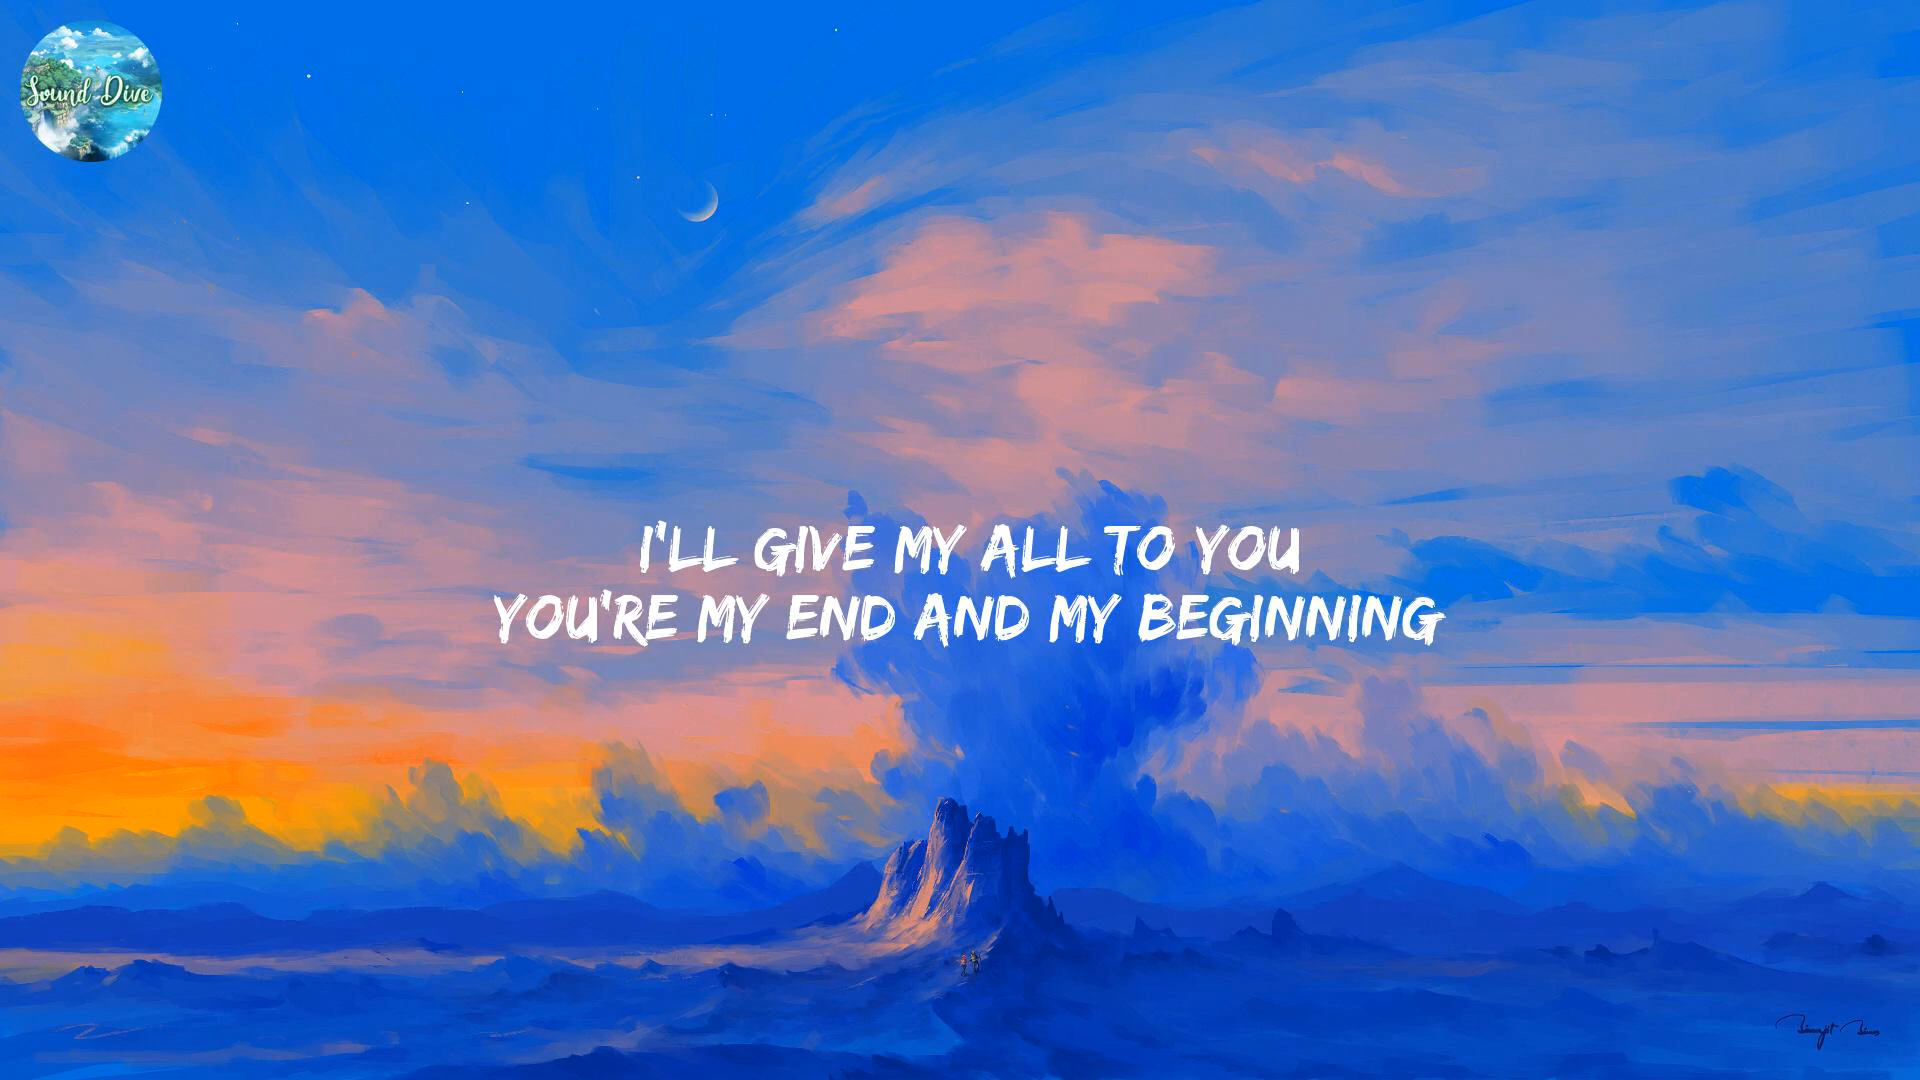 Sound Dive
I'LL GIVE MY ALL TO YOU
YOU'RE MY END AND MY BEGINNING